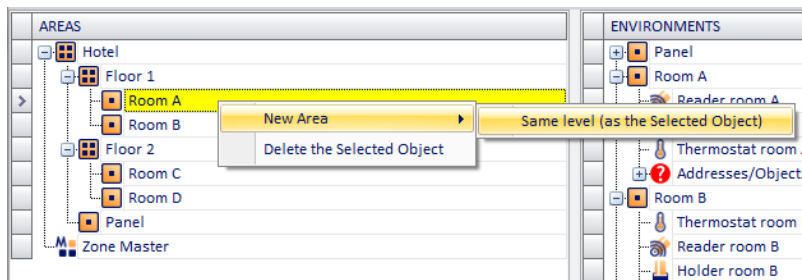 AREAS
Hotel
Floor 1
Room A
Room B
Floor 2
Room C
Room D
Panel
Zone Master
New Area
Delete the Selected Object
Same level (as the Selected Object)
ENVIRONMENTS
Panel
Room A
Reader room A
Thermostat room
Addresses/Object
Room B
Thermostat room
Reader room B
Holder room B